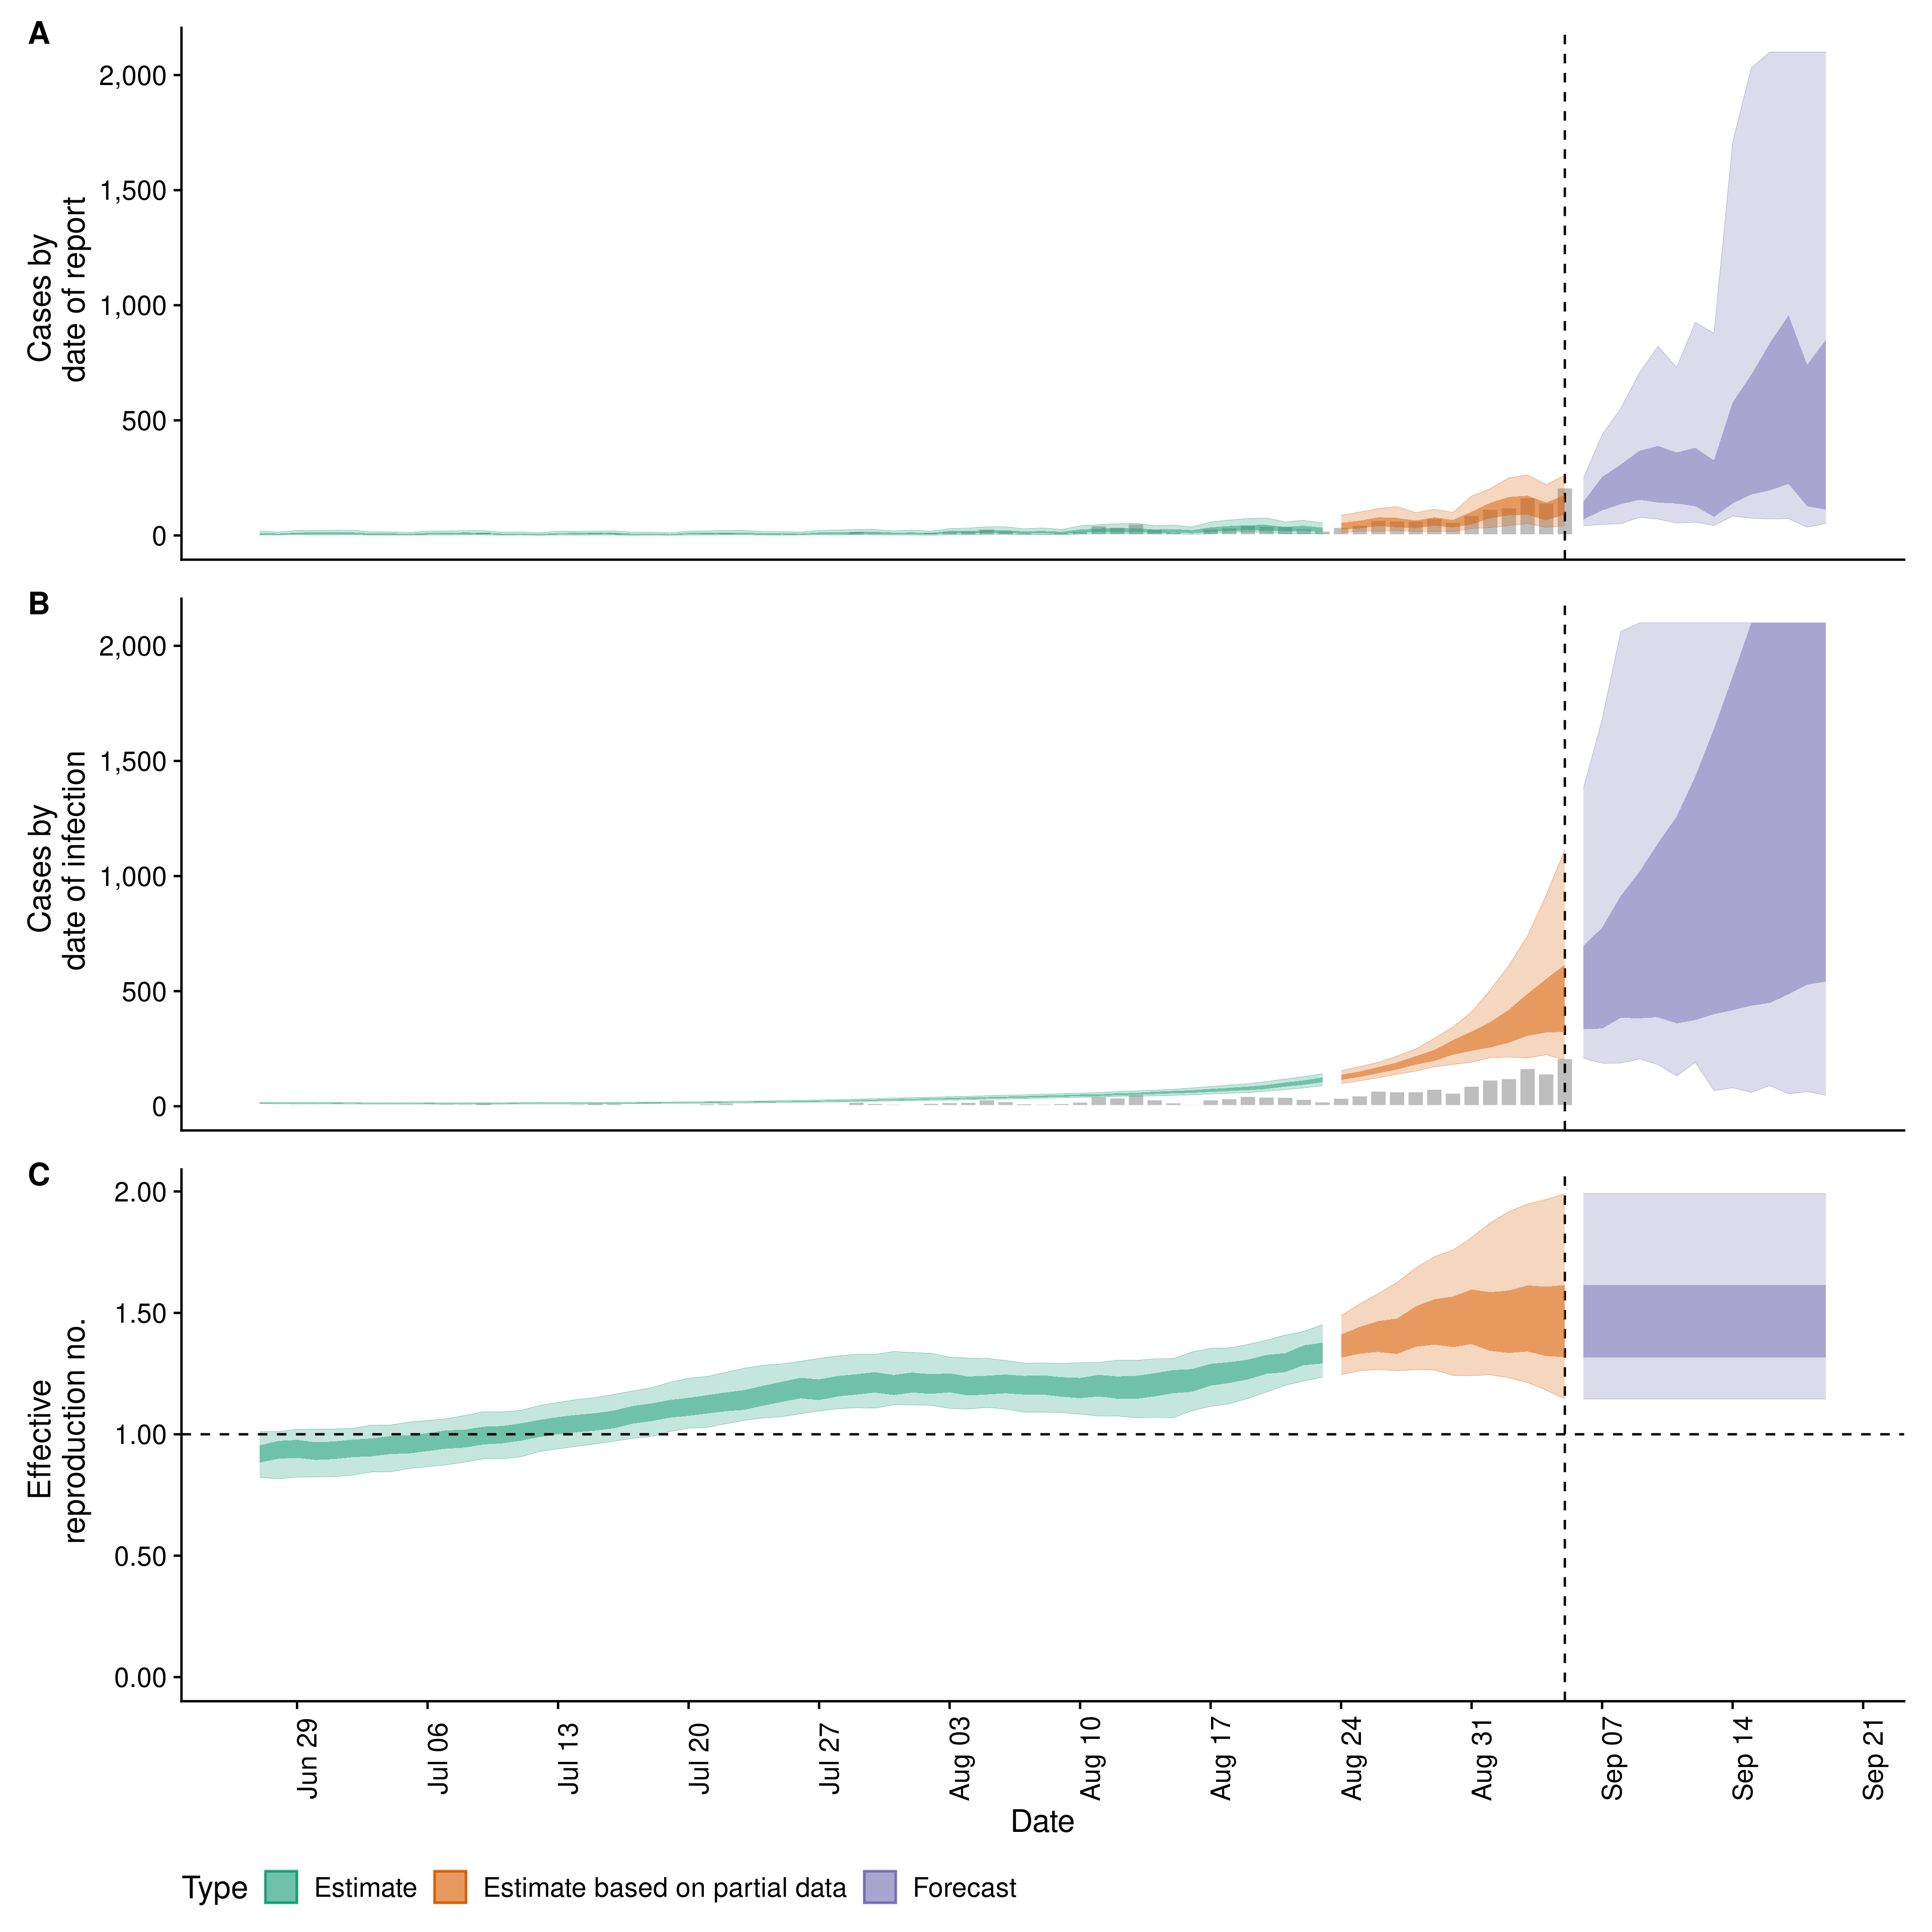 A
Cases by
date of report
2,000
1,500
1,000
500
0
B
Cases by
date of infection
2,000
1,500
1,000
500
0
C
Effective
reproduction no.
2.00
1.50
1.00
0.50
0.00
Jun 29
Jul 06
Jul 13
Jul 20
Jul 27
Aug 03
Aug 10
Aug 17
Aug 24
Aug 31
Sep 07
Sep 14
Sep 21
Date
Type Estimate Estimate based on partial data Forecast